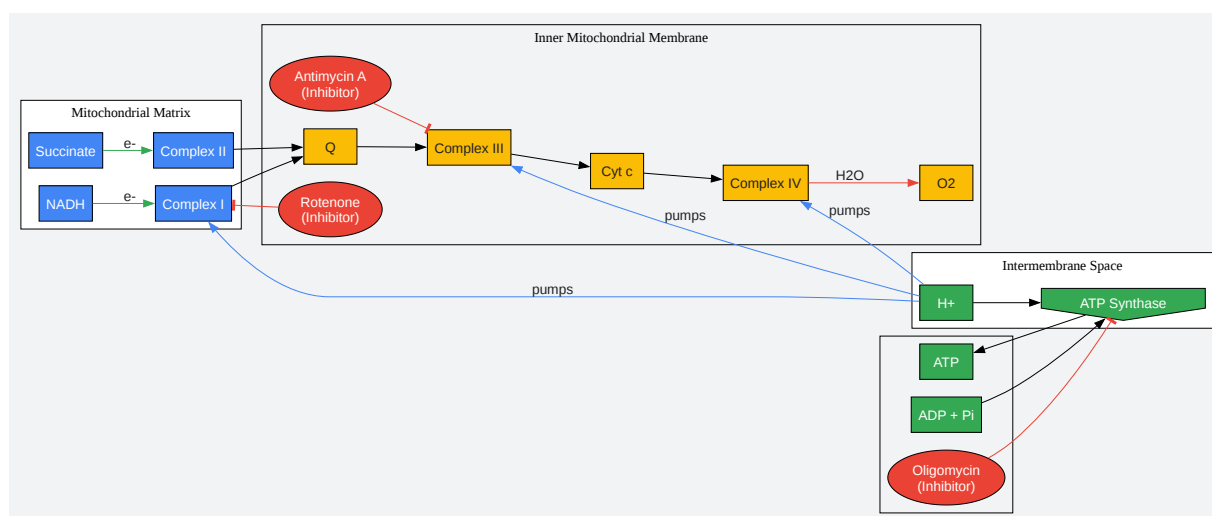 Inner Mitochondrial Membrane
Antimycin A
(Inhibitor)
Mitochondrial Matrix
Succinate
e-
Complex II
Q
Complex III
Cyt c
Complex IV
H2O
O2
NADH
e-
Complex I
Rotenone
(Inhibitor)
pumps
pumps
Intermembrane Space
pumps
H+
ATP Synthase
ATP
ADP + Pi
Oligomycin
(Inhibitor)